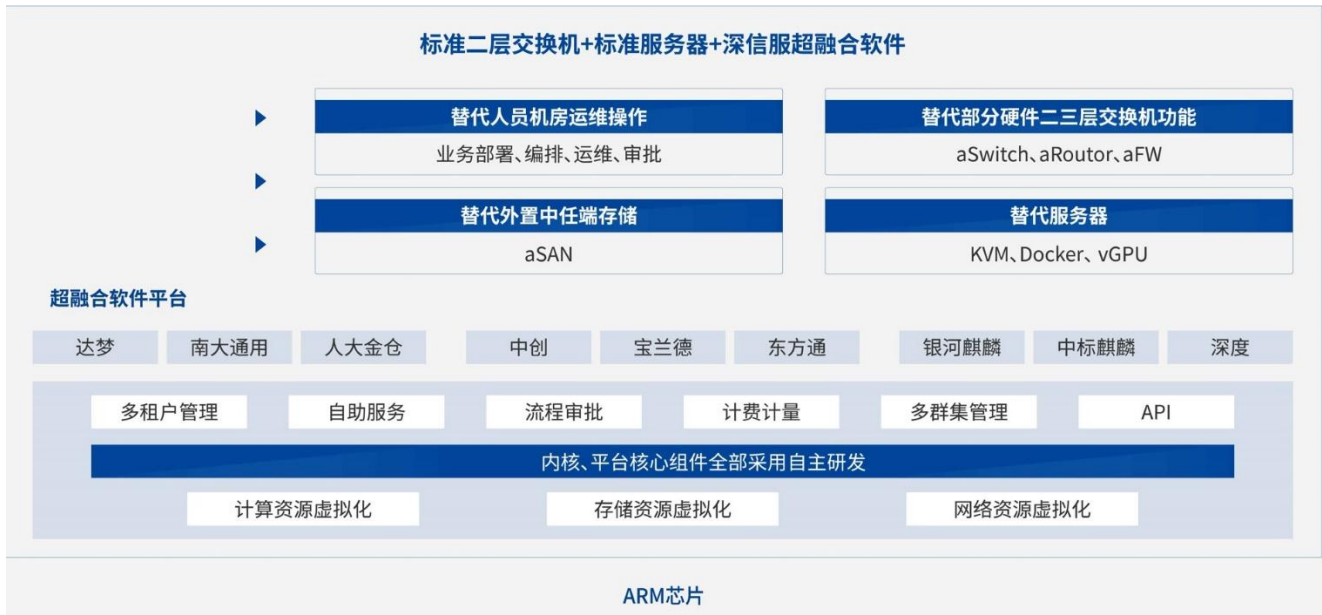 标准二层交换机+标准服务器+深信服超融合软件
替代人员机房运维操作
业务部署、编排、运维、审批
替代部分硬件二三层交换机功能
aSwitch、aRoutor、aFW
替代外置中任端存储
aSAN
替代服务器
KVM、Docker、vGPU
超融合软件平台
达梦 南大通用 人大金仓 中创 宝兰德 东方通 银河麒麟 中标麒麟 深度
多租户管理 自助服务 流程审批 计费计量 多群集管理 API
内核、平台核心组件全部采用自主研发
计算资源虚拟化 存储资源虚拟化 网络资源虚拟化
ARM芯片